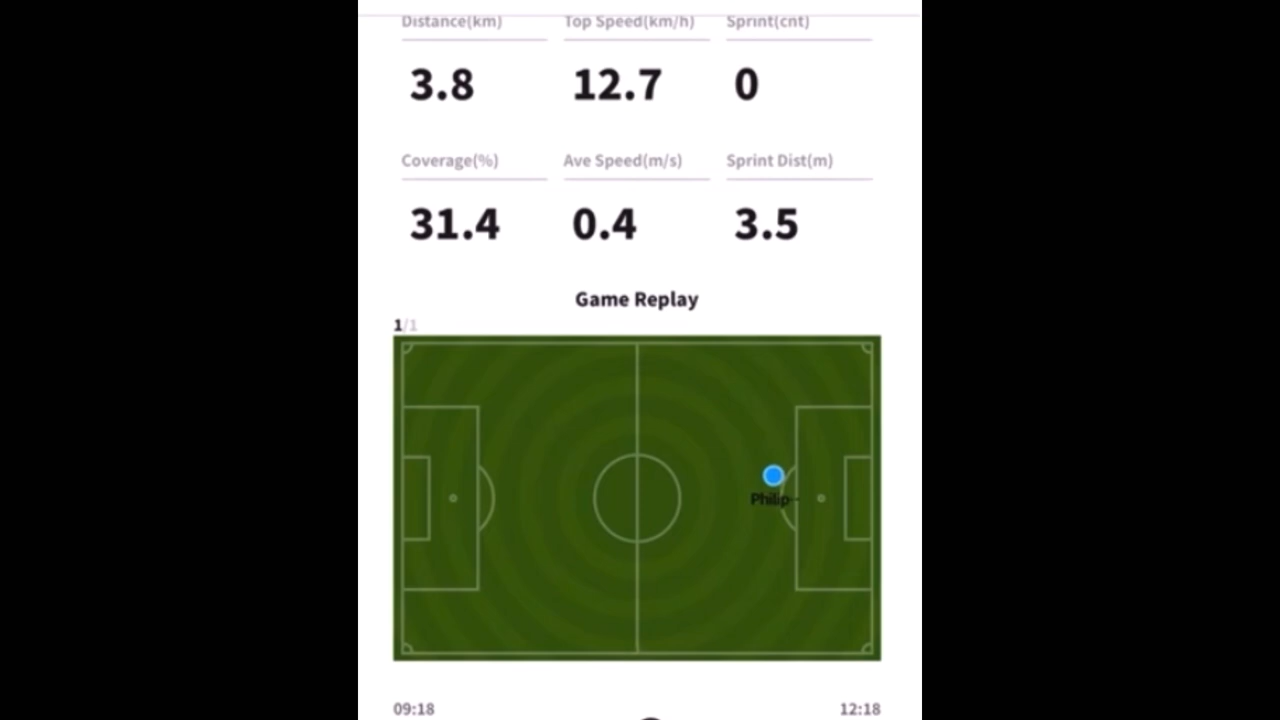 Distance(km) Top Speed(km/h) Sprint(cnt)
3.8 12.7 0
Coverage(%) Ave Speed(m/s) Sprint Dist(m)
31.4 0.4 3.5
Game Replay
1/1
Philip
09:18 12:18